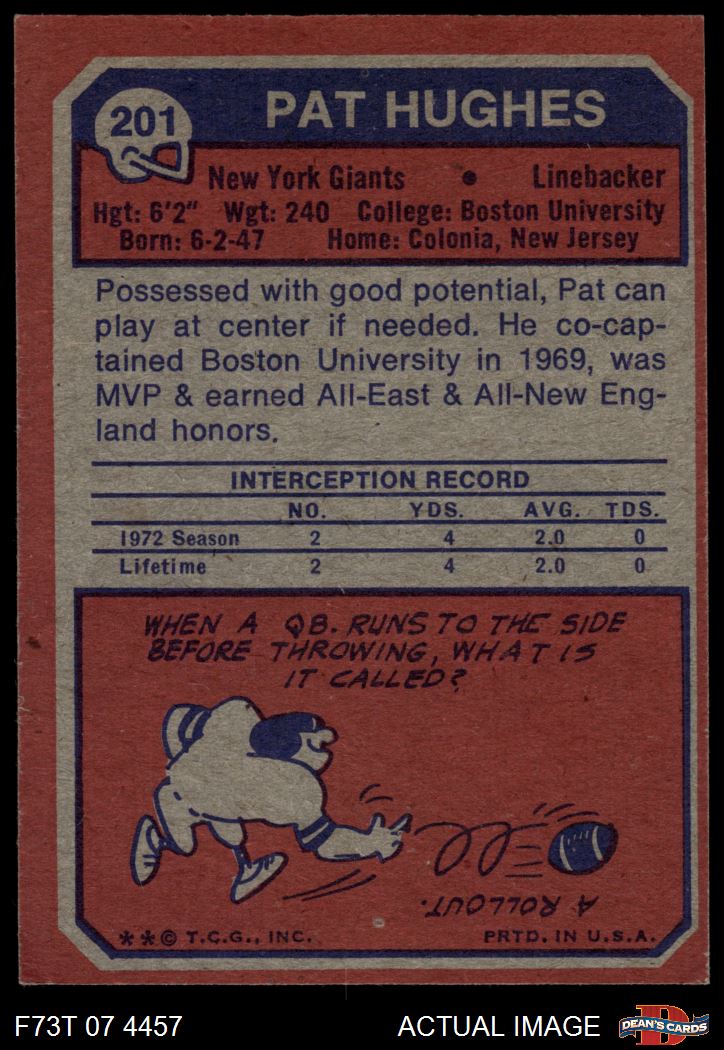 201
PAT HUGHES
New York Giants • Linebacker
Hgt: 6'2" Wgt: 240 College: Boston University
Born: 6-2-47 Home: Colonia, New Jersey
Possessed with good potential, Pat can
play at center if needed. He co-cap-
tained Boston University in 1969, was
MVP & earned All-East & All-New Eng-
land honors.
INTERCEPTION RECORD
NO. YDS. AVG. TDS.
1972 Season 2 4 2.0 0
Lifetime 2 4 2.0 0
WHEN A QB. RUNS TO THE SIDE
BEFORE THROWING, WHAT IS
IT CALLED?
A ROLLOUT.
**© T.C.G., INC. PRTD. IN U.S.A.
F73T 07 4457 ACTUAL IMAGE D DEAN'S CARDS